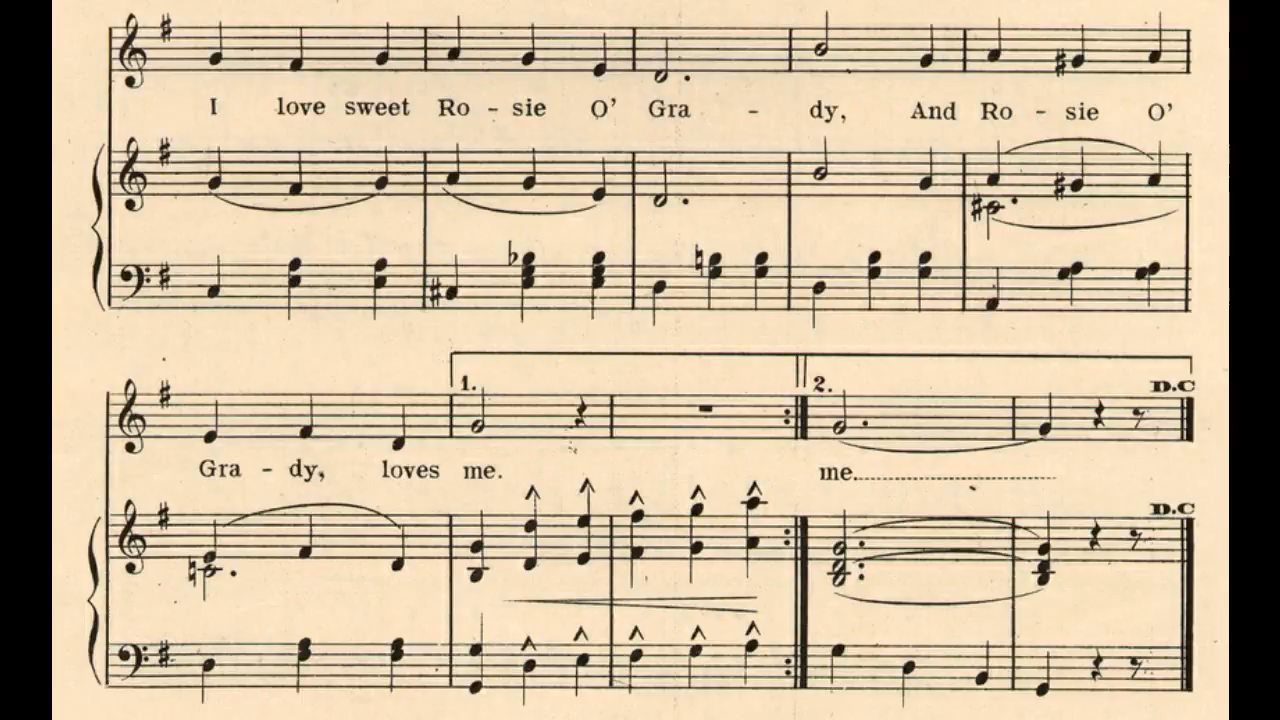 I love sweet Ro - sie O' Gra - dy, And Ro - sie O'
1. 2. D.C
Gra - dy, loves me. me.
D.C